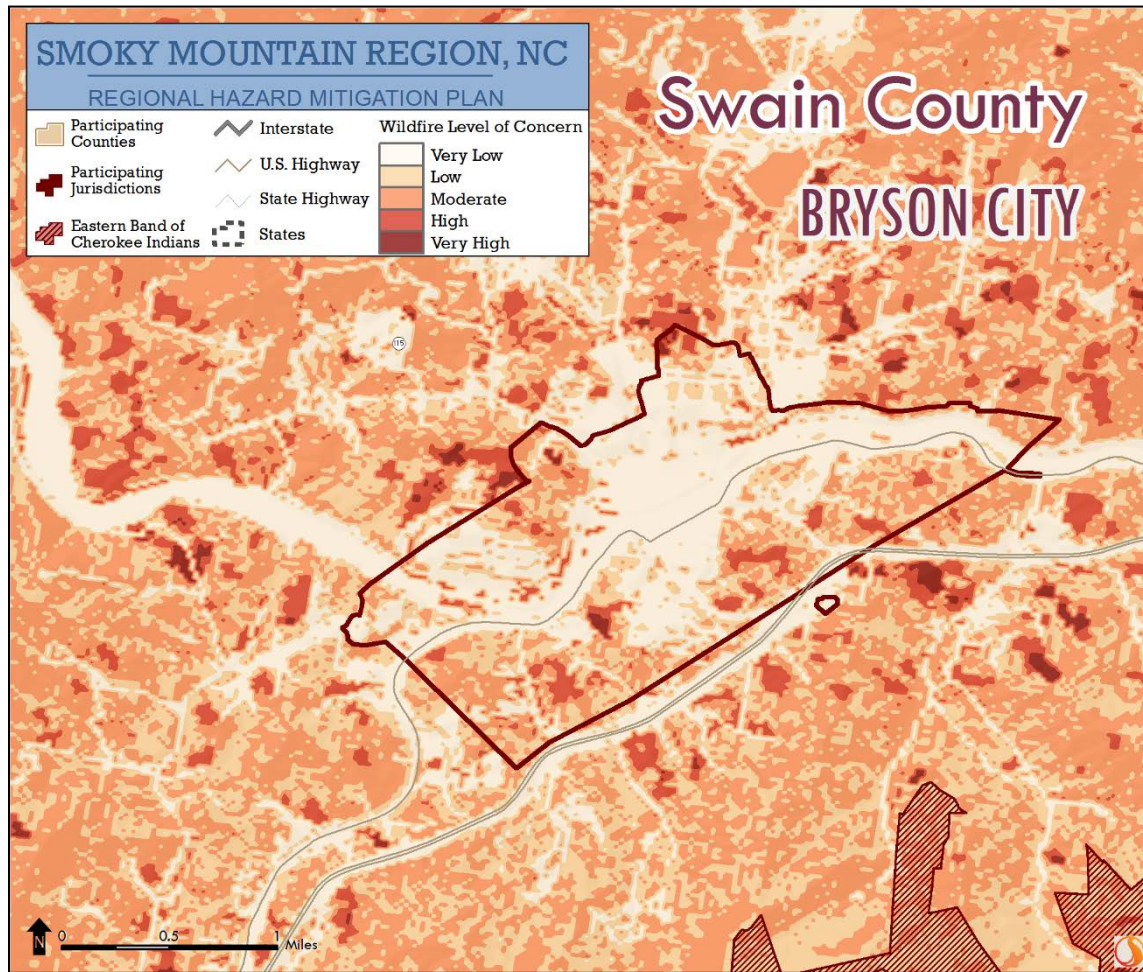 SMOKY MOUNTAIN REGION, NC
REGIONAL HAZARD MITIGATION PLAN
Participating
Counties
Participating
Jurisdictions
Eastern Band of
Cherokee Indians
Interstate
U.S. Highway
State Highway
States
Wildfire Level of Concern
Very Low
Low
Moderate
High
Very High
Swain County
BRYSON CITY
115
N
0 0.5 1 Miles